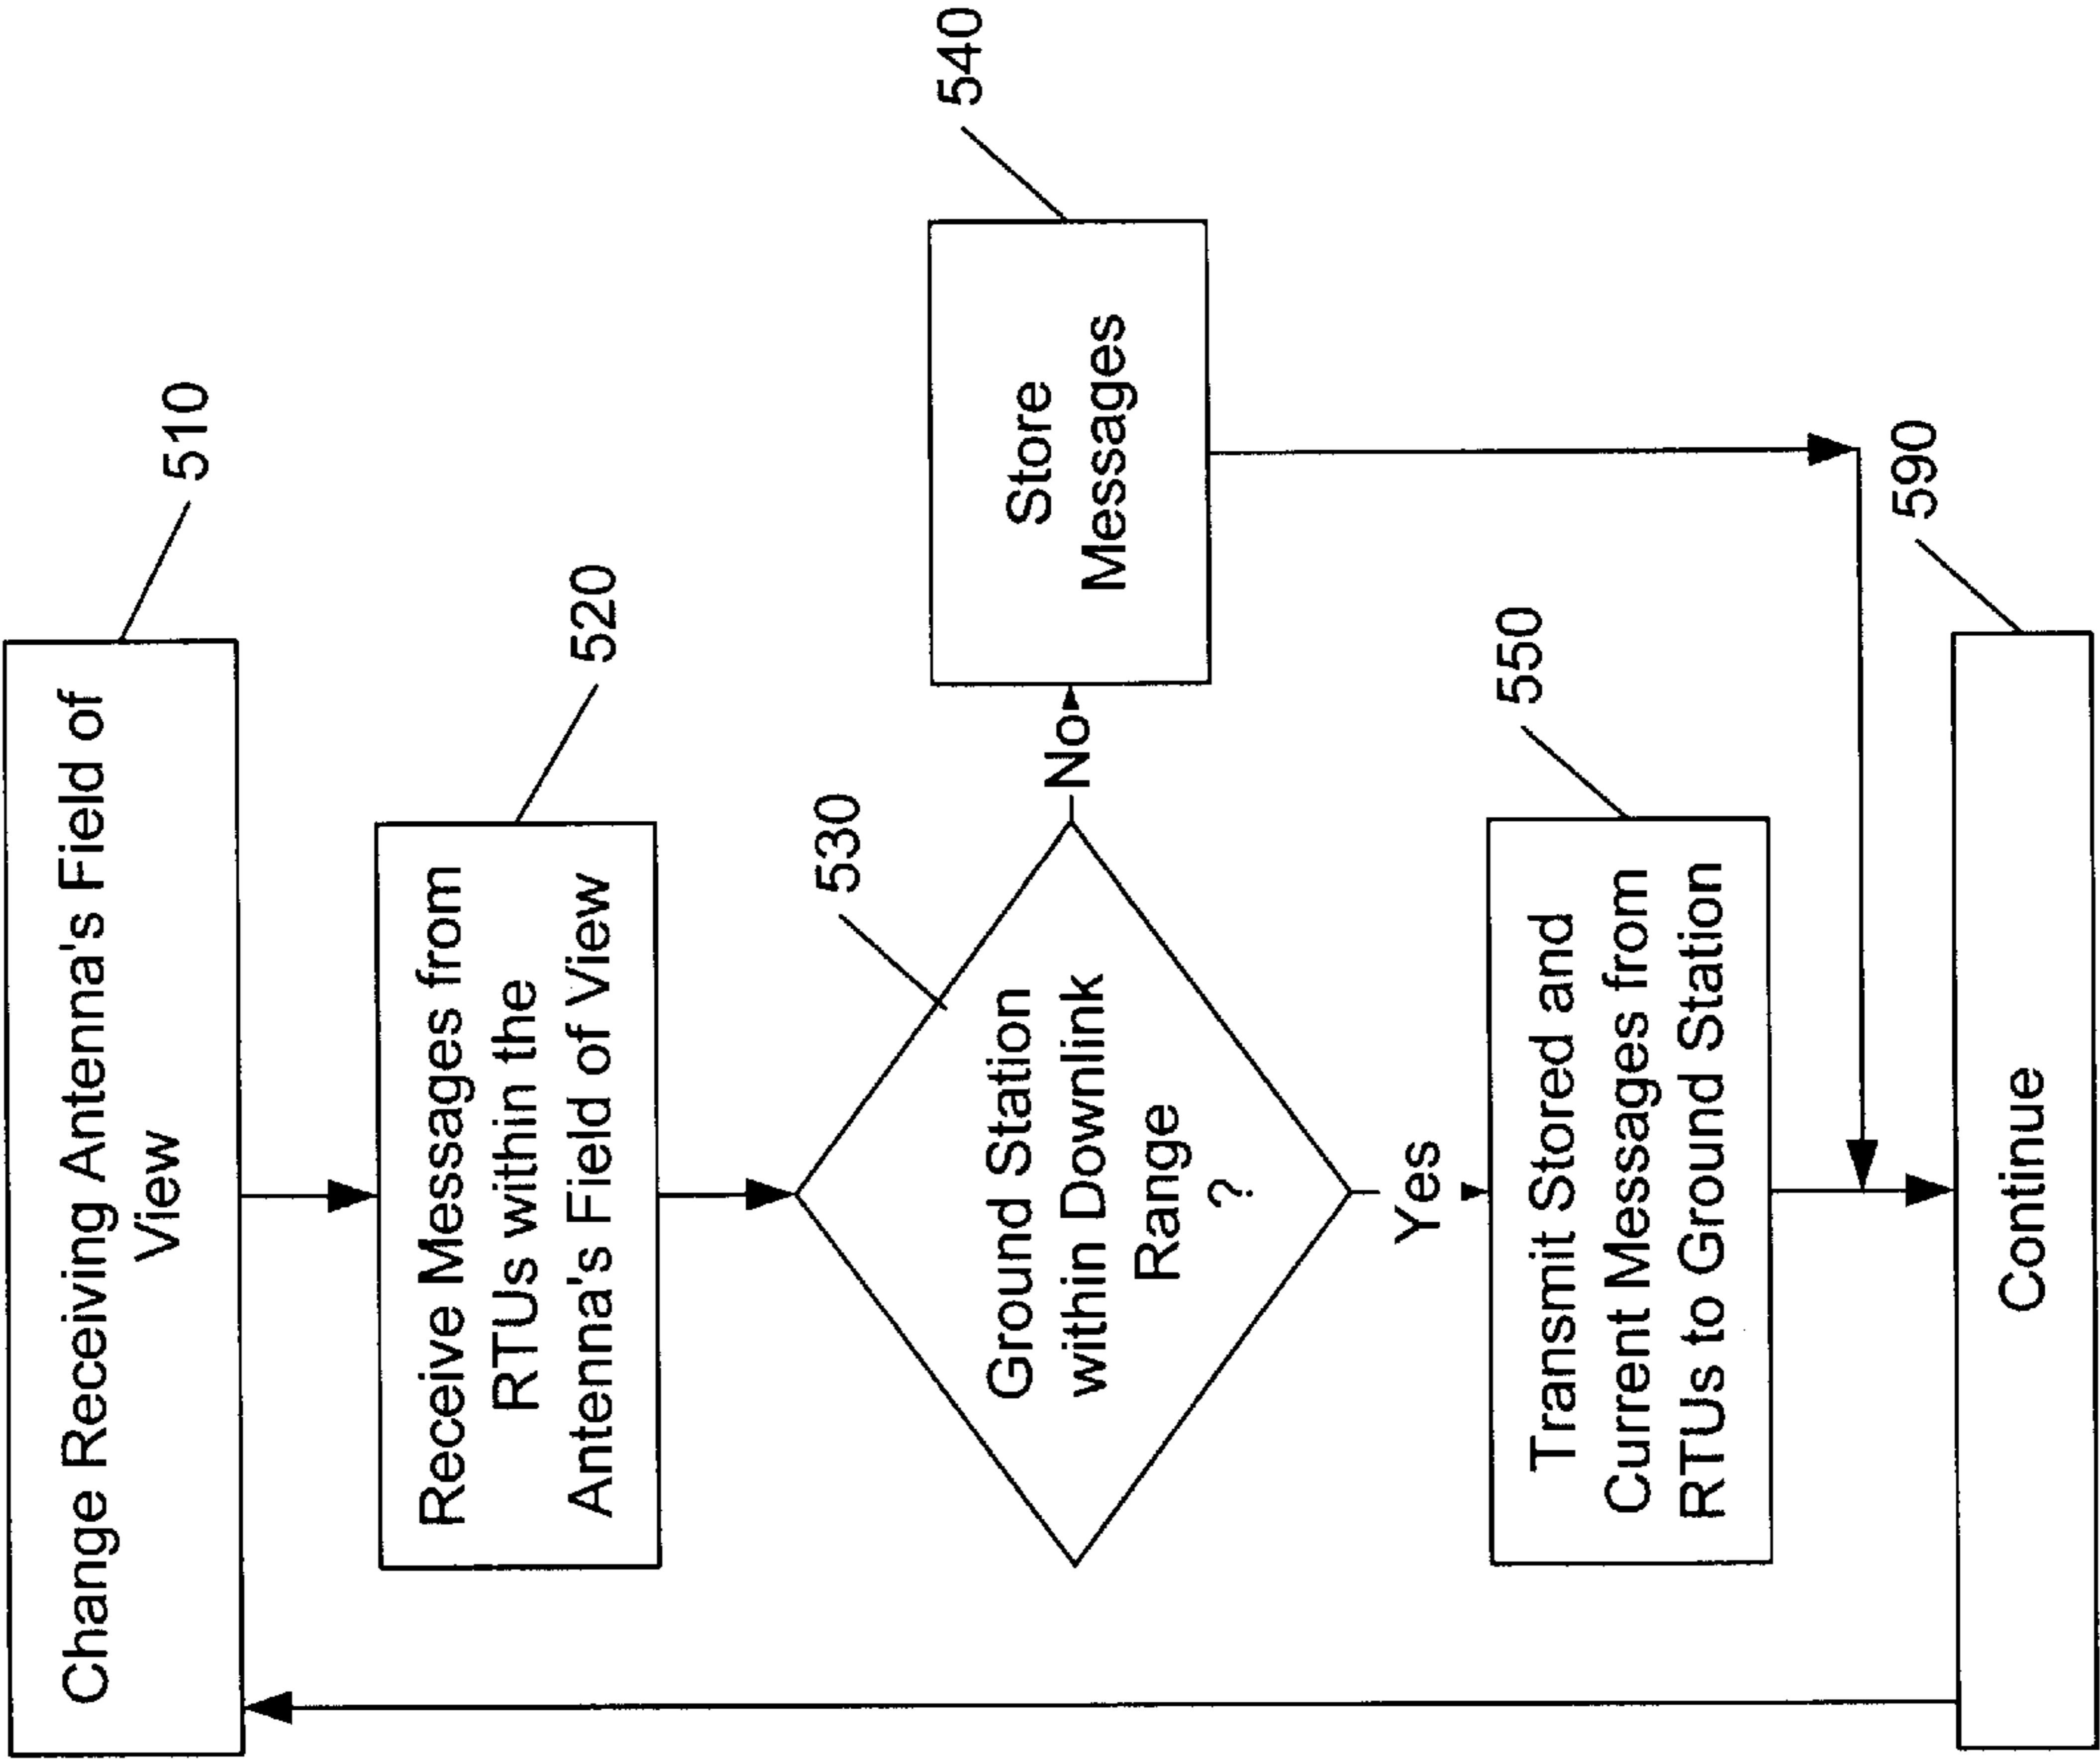 Change Receiving Antenna's Field of
View
510
Receive Messages from
RTUs within the
Antenna's Field of View
520
Ground Station
within Downlink
Range
?
530
No
Store
Messages
540
Yes
Transmit Stored and
Current Messages from
RTUs to Ground Station
550
Continue
590